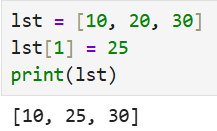 lst = [10, 20, 30]
lst[1] = 25
print(lst)
[10, 25, 30]